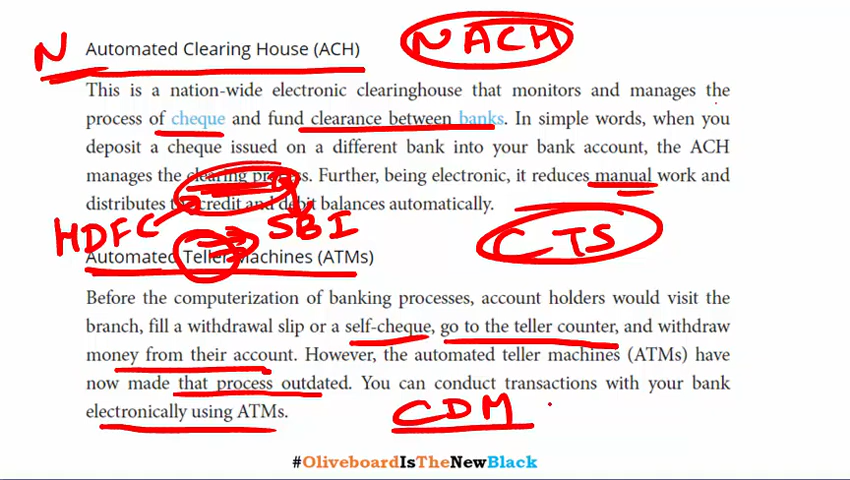 N Automated Clearing House (ACH) NACH
This is a nation-wide electronic clearinghouse that monitors and manages the
process of cheque and fund clearance between banks. In simple words, when you
deposit a cheque issued on a different bank into your bank account, the ACH
manages the clearing process. Further, being electronic, it reduces manual work and
distributes the credit and debit balances automatically.
HDFC SBI CTS
Automated Teller Machines (ATMs)
Before the computerization of banking processes, account holders would visit the
branch, fill a withdrawal slip or a self-cheque, go to the teller counter, and withdraw
money from their account. However, the automated teller machines (ATMs) have
now made that process outdated. You can conduct transactions with your bank
electronically using ATMs.
CDM
#OliveboardIsTheNewBlack